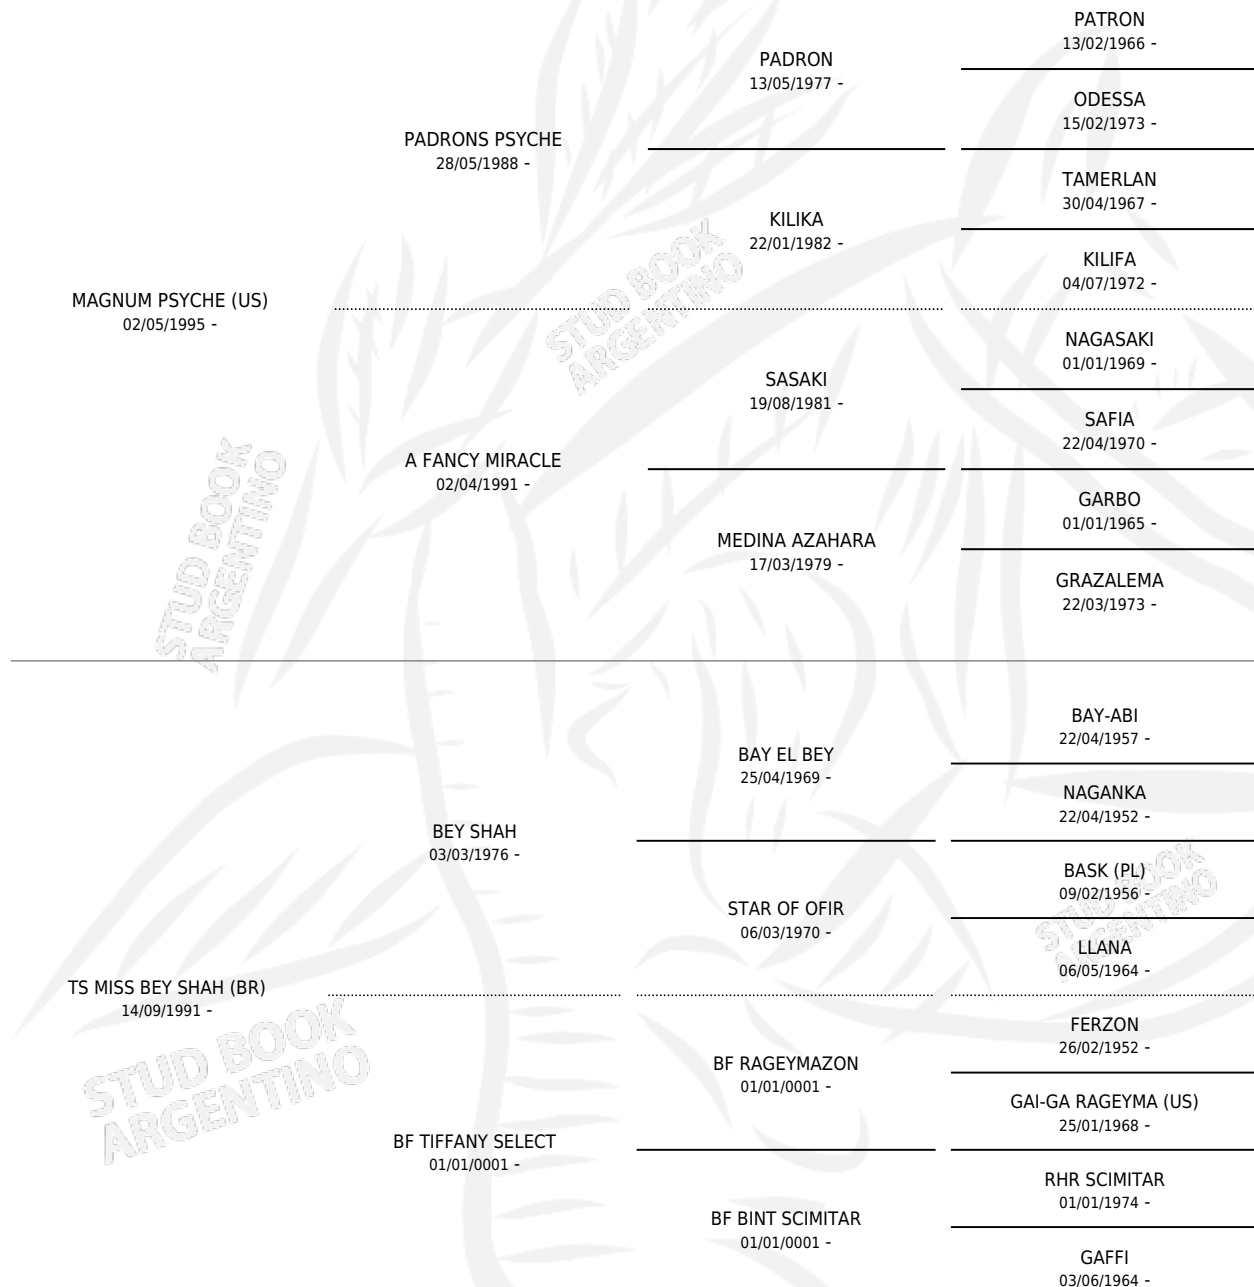 PATRON
13/02/1966 -
PADRON
13/05/1977 -
ODESSA
15/02/1973 -
PADRONS PSYCHE
28/05/1988 -
TAMERLAN
30/04/1967 -
KILIKA
22/01/1982 -
KILIFA
04/07/1972 -
MAGNUM PSYCHE (US)
02/05/1995 -
NAGASAKI
01/01/1969 -
SASAKI
19/08/1981 -
SAFIA
22/04/1970 -
A FANCY MIRACLE
02/04/1991 -
GARBO
01/01/1965 -
MEDINA AZAHARA
17/03/1979 -
GRAZALEMA
22/03/1973 -
BAY-ABI
22/04/1957 -
BAY EL BEY
25/04/1969 -
NAGANKA
22/04/1952 -
BEY SHAH
03/03/1976 -
BASK (PL)
09/02/1956 -
STAR OF OFIR
06/03/1970 -
LLANA
06/05/1964 -
TS MISS BEY SHAH (BR)
14/09/1991 -
FERZON
26/02/1952 -
BF RAGEYMAZON
01/01/0001 -
GAI-GA RAGEYMA (US)
25/01/1968 -
BF TIFFANY SELECT
01/01/0001 -
RHR SCIMITAR
01/01/1974 -
BF BINT SCIMITAR
01/01/0001 -
GAFFI
03/06/1964 -
STUD BOOK
ARGENTINO
STUD BOOK
ARGENTINO
STUD BOOK
ARGENTINO
STUD BOOK
ARGENTINO